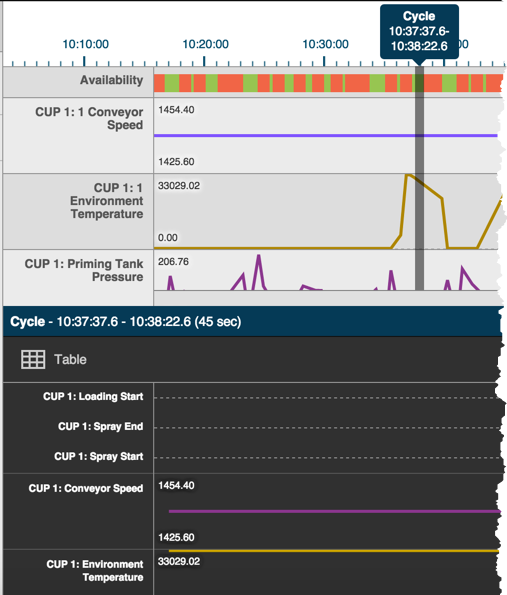 Cycle
10:37:37.6-
10:38:22.6
10:10:00
10:20:00
10:30:00
:00
Availability
CUP 1: 1 Conveyor
Speed
1454.40
1425.60
CUP 1: 1
Environment
Temperature
33029.02
0.00
CUP 1: Priming Tank
Pressure
206.76
Cycle - 10:37:37.6 - 10:38:22.6 (45 sec)
Table
CUP 1: Loading Start
CUP 1: Spray End
CUP 1: Spray Start
CUP 1: Conveyor Speed
1454.40
1425.60
CUP 1: Environment
Temperature
33029.02